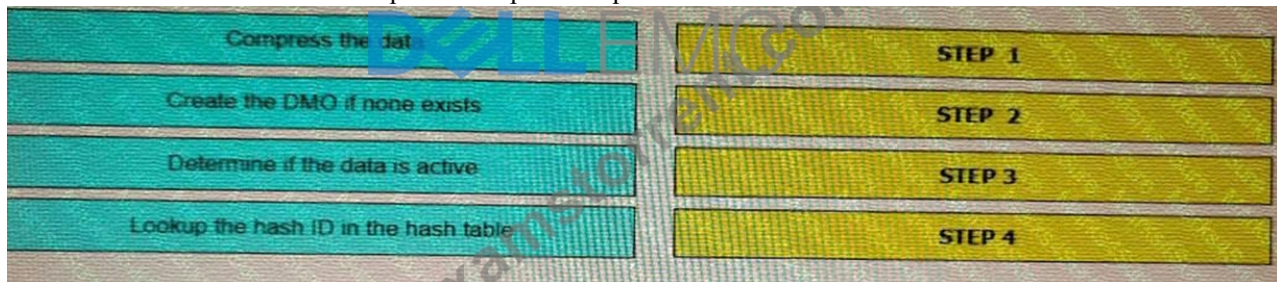 Compress the dat
STEP 1
Create the DMO if none exists
STEP 2
Determine if the data is active
STEP 3
Lookup the hash ID in the hash table
STEP 4
DELL EMC